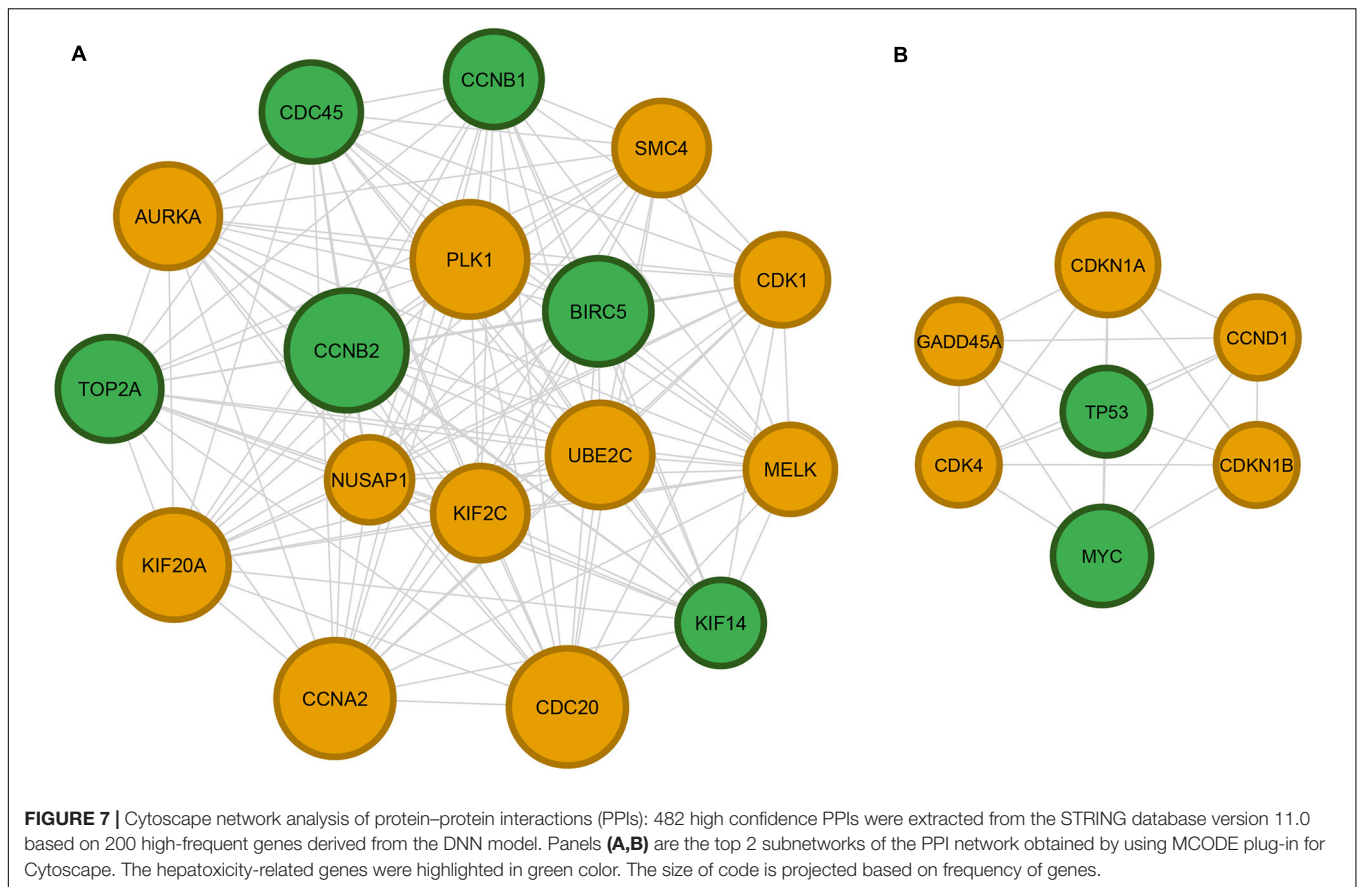 A
B
CCNB1
CDC45
SMC4
AURKA
PLK1
CDK1
BIRC5
CCNB2
TOP2A
UBE2C
MELK
NUSAP1
KIF2C
KIF20A
KIF14
CCNA2
CDC20
CDKN1A
GADD45A
CCND1
TP53
CDK4
CDKN1B
MYC
FIGURE 7 | Cytoscape network analysis of protein–protein interactions (PPIs): 482 high confidence PPIs were extracted from the STRING database version 11.0
based on 200 high-frequent genes derived from the DNN model. Panels (A,B) are the top 2 subnetworks of the PPI network obtained by using MCODE plug-in for
Cytoscape. The hepatoxicity-related genes were highlighted in green color. The size of code is projected based on frequency of genes.